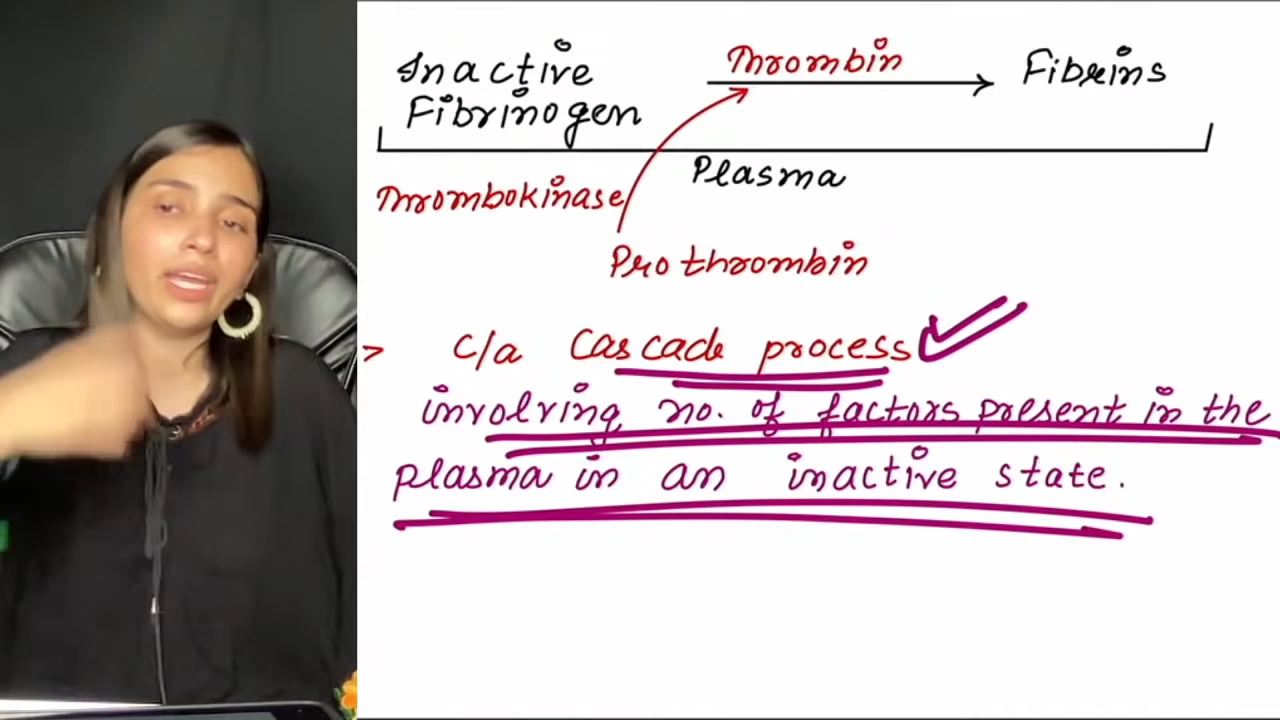 Inactive Thrombin Fibrins
Fibrinogen
Plasma
Thrombokinase
Prothrombin
> c/a Cascade process
involving no. of factors present in the
plasma in an inactive state.